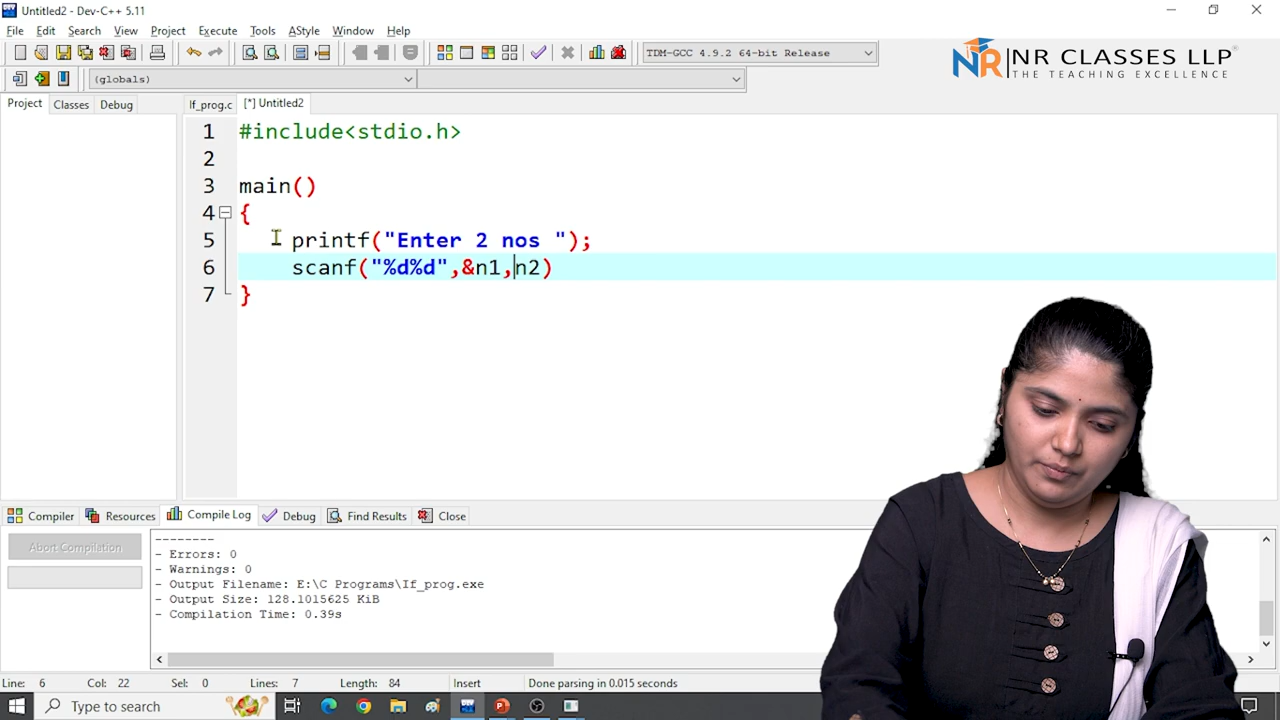 Untitled2 - Dev-C++ 5.11
File Edit Search View Project Execute Tools AStyle Window Help
TDM-GCC 4.9.2 64-bit Release
(globals)
NR NR CLASSES LLP®
THE TEACHING EXCELLENCE
Project Classes Debug
If_prog.c [*] Untitled2
1 #include<stdio.h>
2
3 main()
4 {
5 printf("Enter 2 nos ");
6 scanf("%d%d",&n1,n2)
7 }
Compiler Resources Compile Log Debug Find Results Close
Abort Compilation
--------
- Errors: 0
- Warnings: 0
- Output Filename: E:\C Programs\If_prog.exe
- Output Size: 128.1015625 KiB
- Compilation Time: 0.39s
Line: 6 Col: 22 Sel: 0 Lines: 7 Length: 84 Insert Done parsing in 0.015 seconds
Type here to search